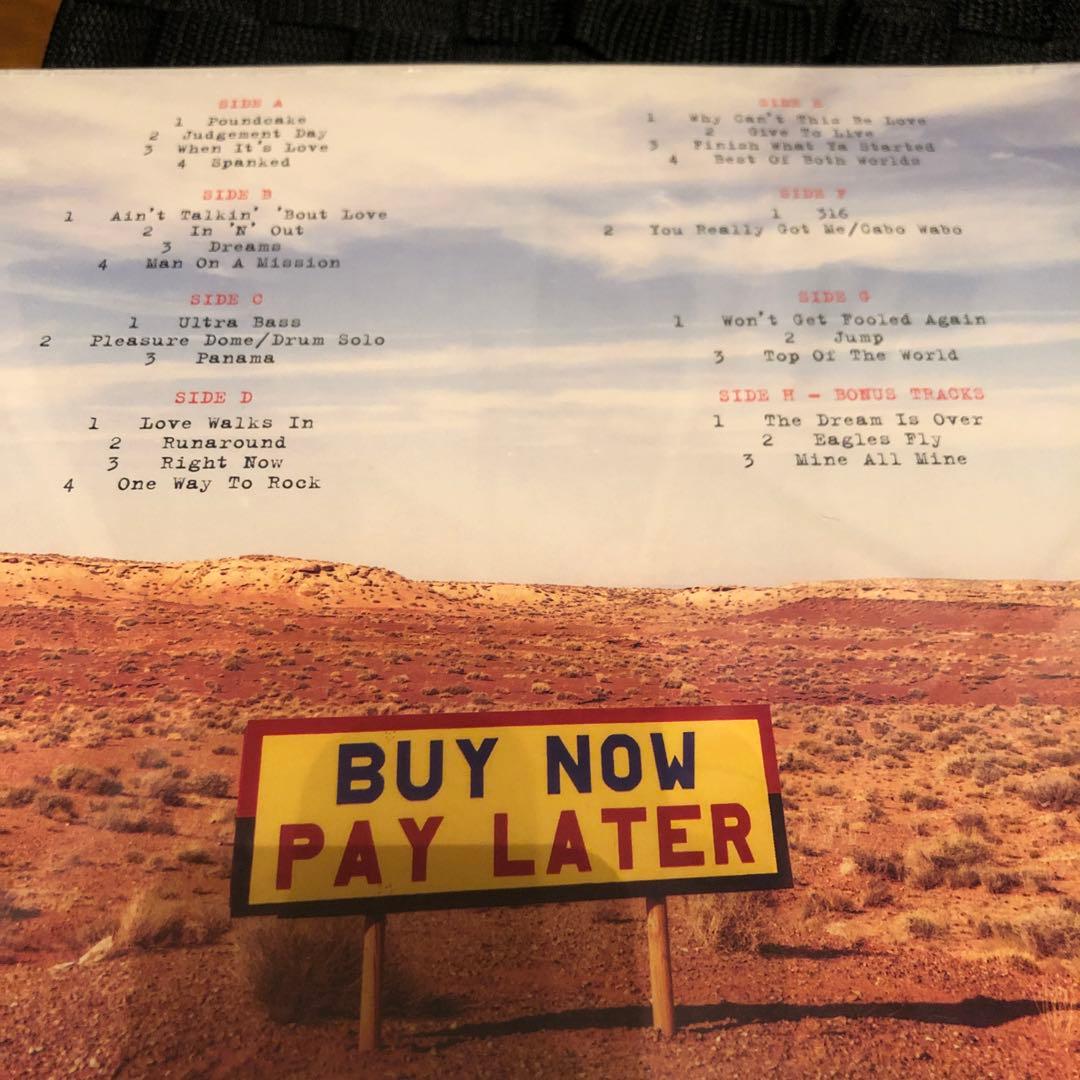 SIDE A
1 Poundcake
2 Judgement Day
3 When It's Love
4 Spanked
SIDE B
1 Ain't Talkin' 'Bout Love
2 In 'N' Out
3 Dreams
4 Man On A Mission
SIDE C
1 Ultra Bass
2 Pleasure Dome/Drum Solo
3 Panama
SIDE D
1 Love Walks In
2 Runaround
3 Right Now
4 One Way To Rock
SIDE E
1 Why Can't This Be Love
2 Give To Live
3 Finish What Ya Started
4 Best Of Both Worlds
SIDE F
1 316
2 You Really Got Me/Cabo Wabo
SIDE G
1 Won't Get Fooled Again
2 Jump
3 Top Of The World
SIDE H - BONUS TRACKS
1 The Dream Is Over
2 Eagles Fly
3 Mine All Mine
BUY NOW
PAY LATER